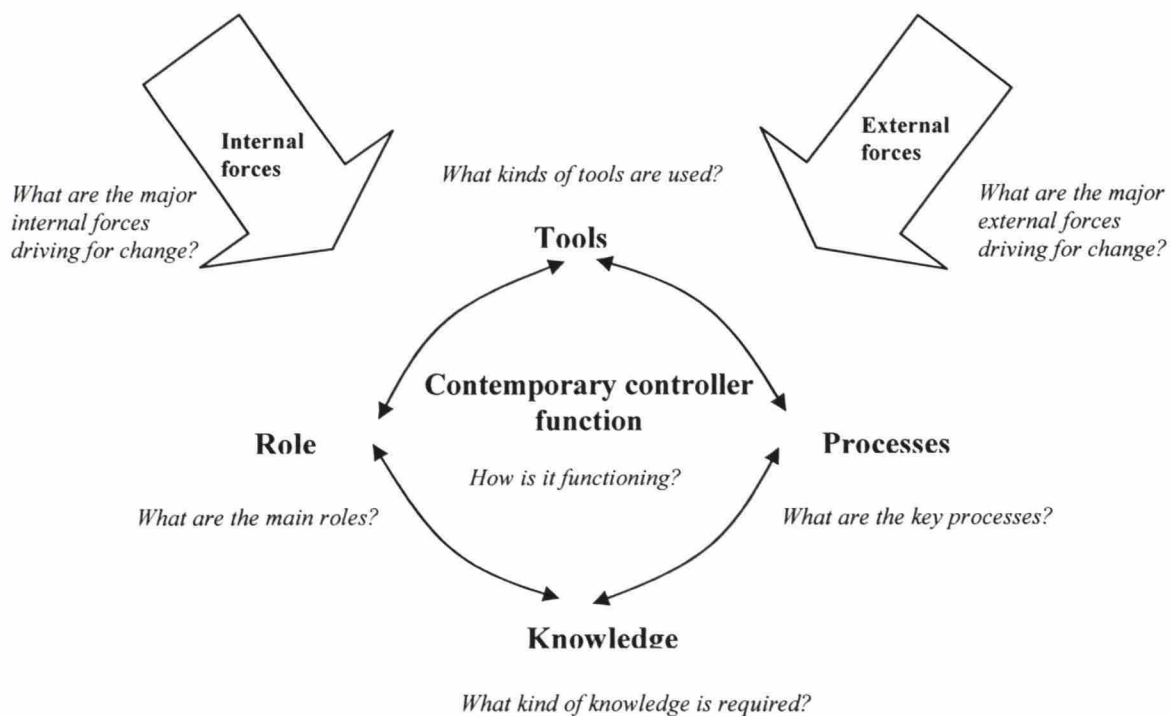 Internal
forces
External
forces
What are the major
internal forces
driving for change?
What kinds of tools are used?
What are the major
external forces
driving for change?
Tools
Contemporary controller
function
Role
Processes
How is it functioning?
What are the main roles?
What are the key processes?
Knowledge
What kind of knowledge is required?